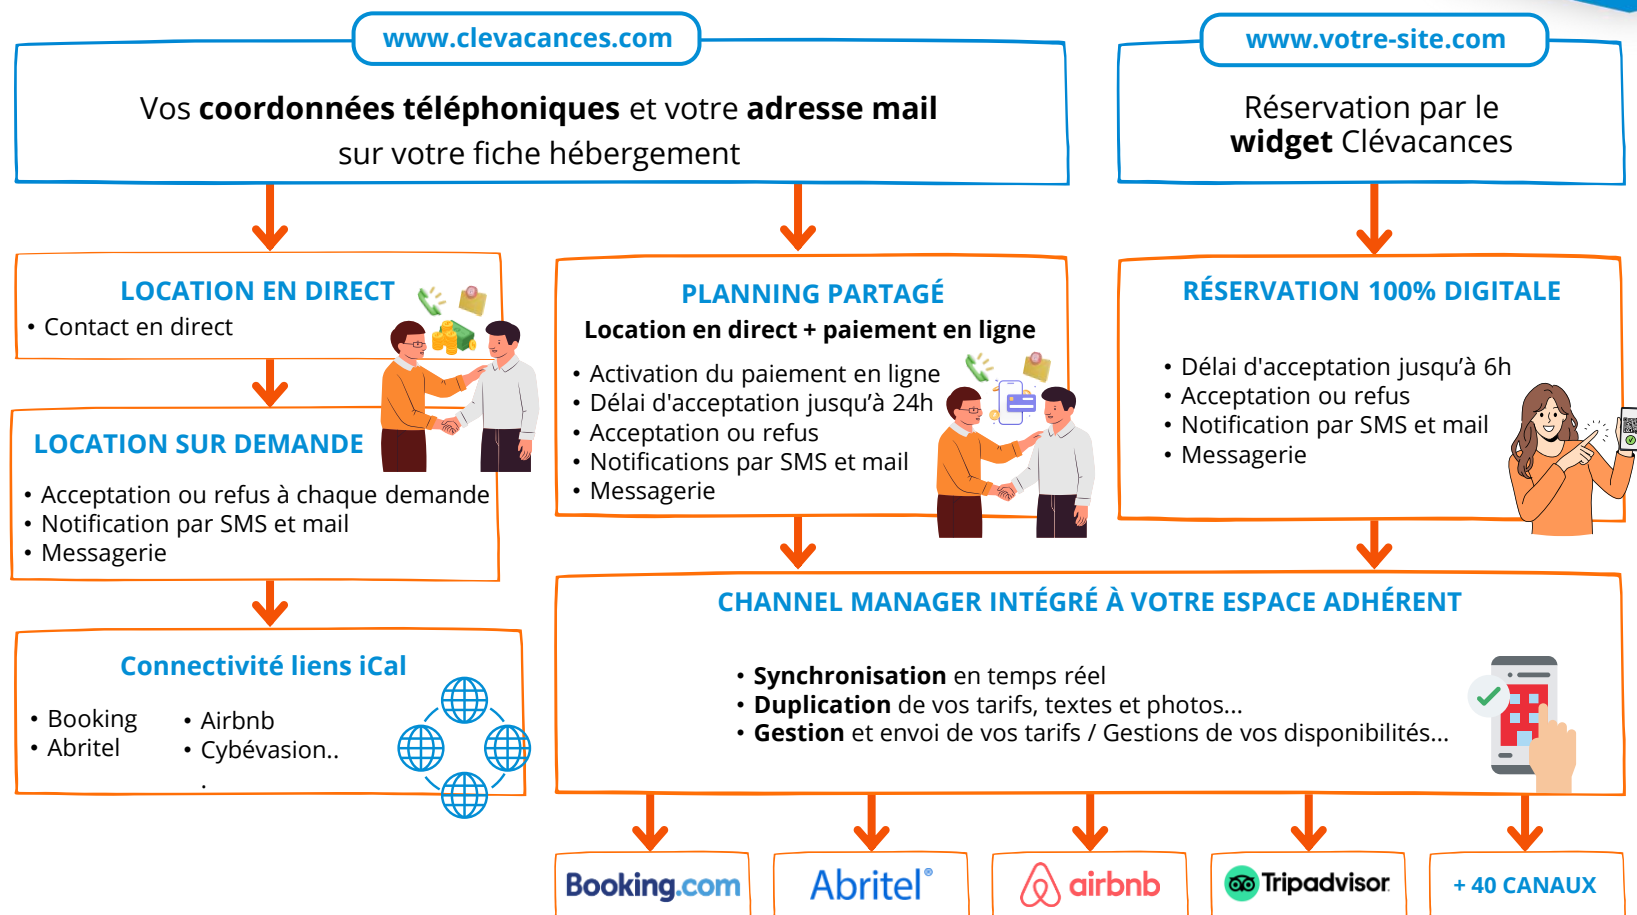 www.clevacances.com
Vos coordonnées téléphoniques et votre adresse mail
sur votre fiche hébergement
www.votre-site.com
Réservation par le
widget Clévacances
LOCATION EN DIRECT
• Contact en direct
LOCATION SUR DEMANDE
• Acceptation ou refus à chaque demande
• Notification par SMS et mail
• Messagerie
Connectivité liens iCal
• Booking
• Abritel
• Airbnb
• Cybévasion..
.
PLANNING PARTAGÉ
Location en direct + paiement en ligne
• Activation du paiement en ligne
• Délai d'acceptation jusqu’à 24h
• Acceptation ou refus
• Notifications par SMS et mail
• Messagerie
RÉSERVATION 100% DIGITALE
• Délai d'acceptation jusqu’à 6h
• Acceptation ou refus
• Notification par SMS et mail
• Messagerie
CHANNEL MANAGER INTÉGRÉ À VOTRE ESPACE ADHÉRENT
• Synchronisation en temps réel
• Duplication de vos tarifs, textes et photos...
• Gestion et envoi de vos tarifs / Gestions de vos disponibilités...
Booking.com
Abritel®
airbnb
Tripadvisor
+ 40 CANAUX